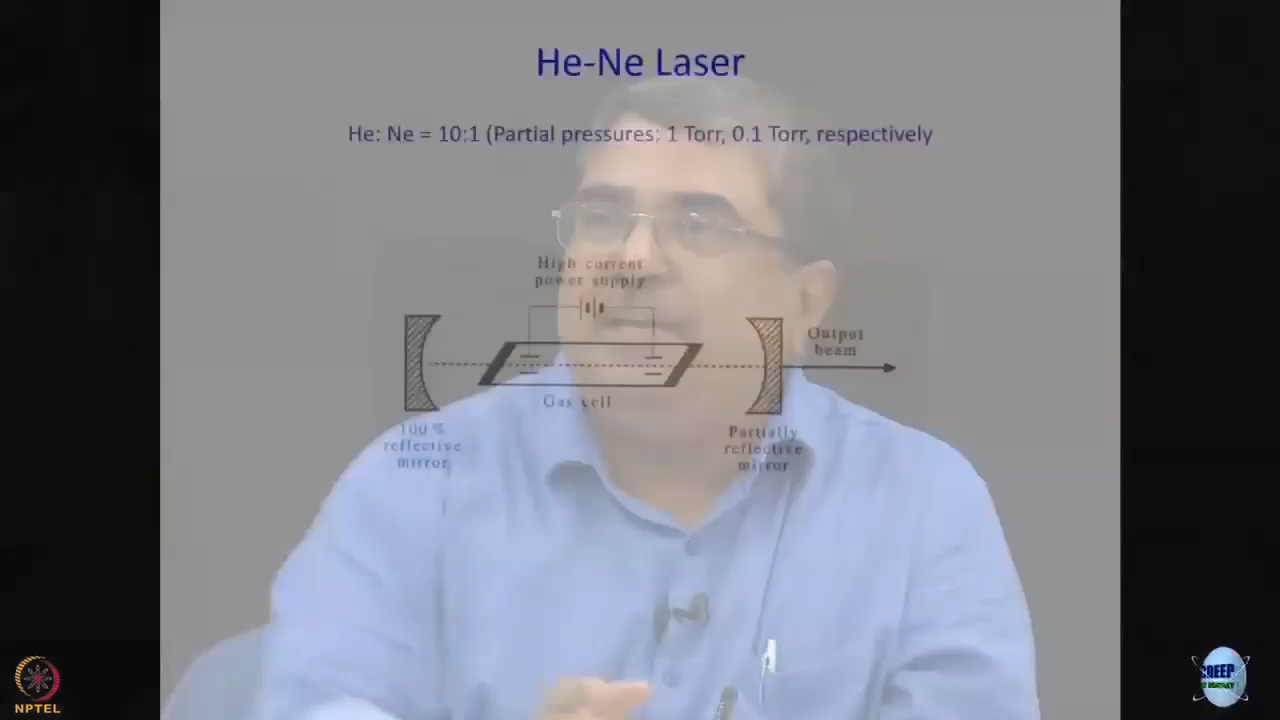 He-Ne Laser
He: Ne = 10:1 (Partial pressures: 1 Torr, 0.1 Torr, respectively
High current
power supply
Output
beam
Gas cell
100 %
reflective
mirror
Partially
reflective
mirror
NPTEL